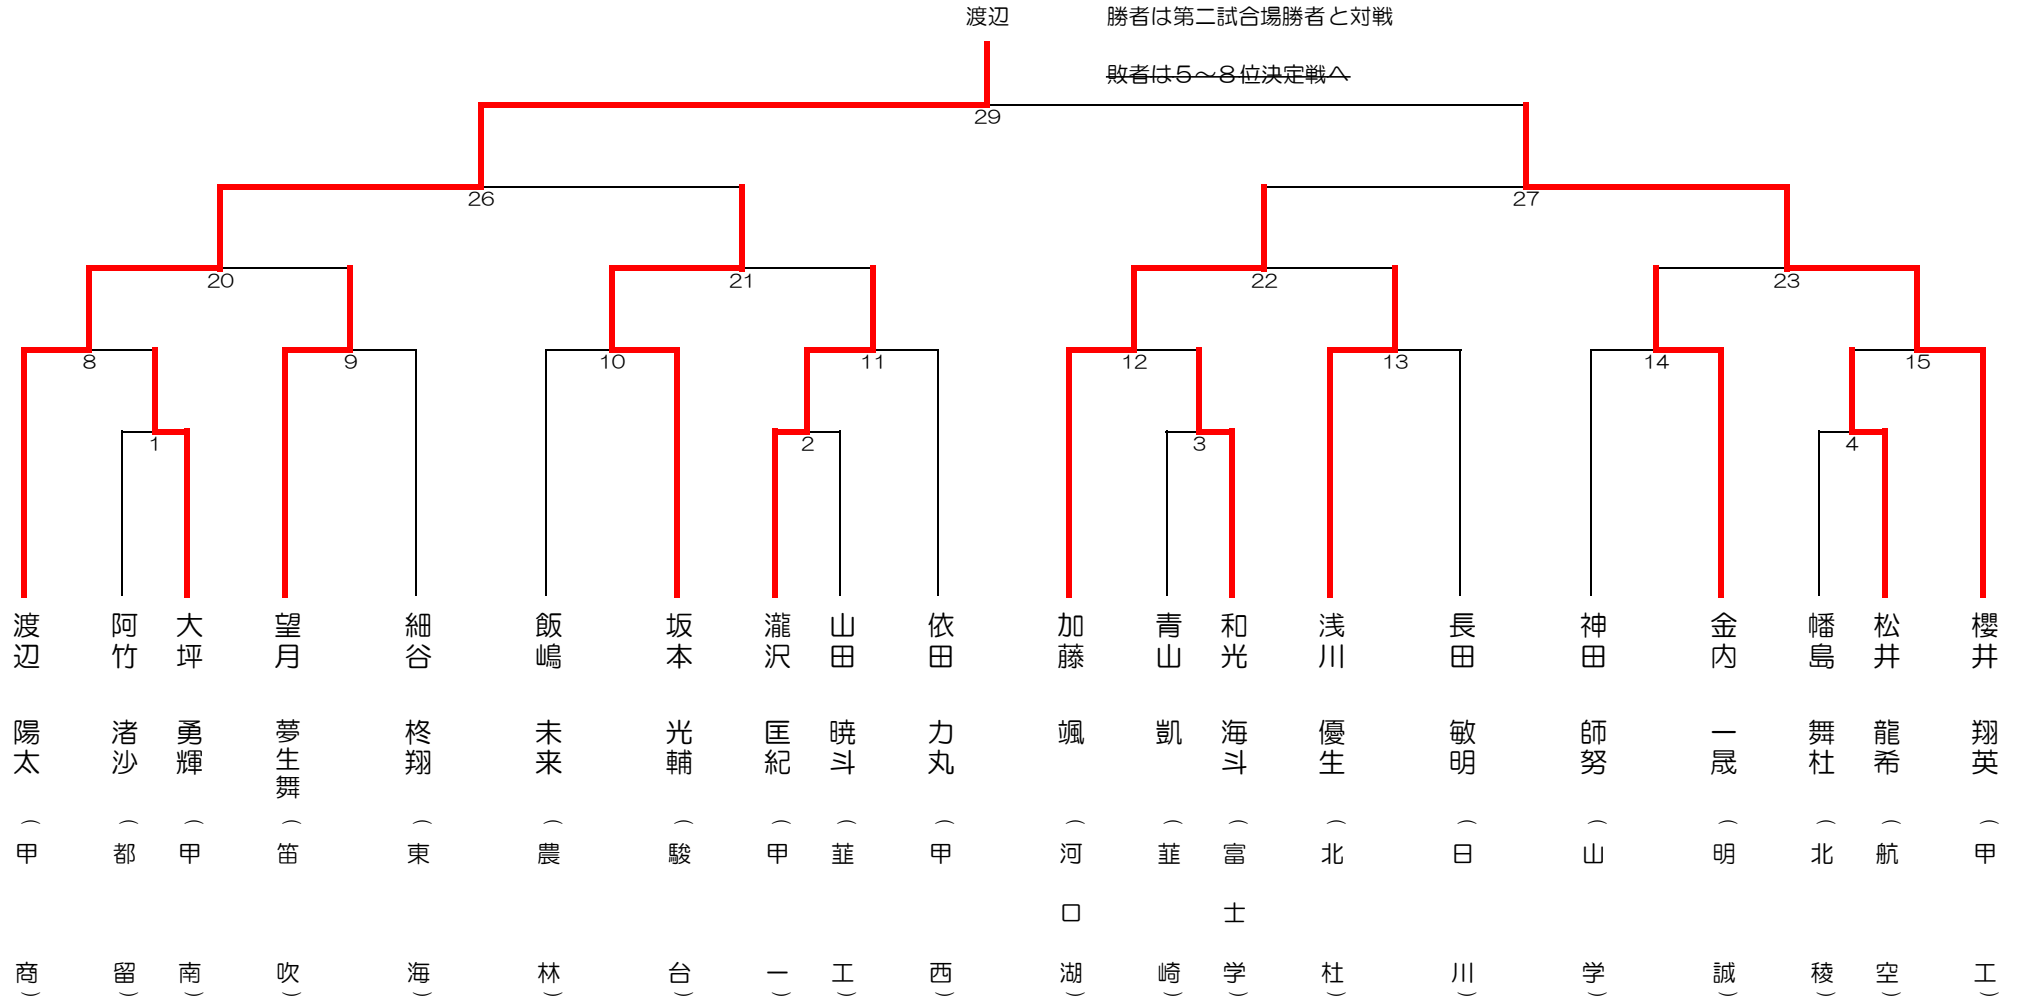 渡辺 勝者は第二試合場勝者と対戦
敗者は５～８位決定戦へ
29
26 27
20 21 22 23
8 9 10 11 12 13 14 15
1 2 3 4
渡辺 陽太 （甲商）
阿竹 渚沙 （都留）
大坪 勇輝 （甲南）
望月 夢生舞 （笛吹）
細谷 柊翔 （東海）
飯嶋 未来 （農林）
坂本 光輔 （駿台）
瀧沢 匡紀 （甲一）
山田 暁斗 （韮工）
依田 力丸 （甲西）
加藤 颯 （河口湖）
青山 凱 （韮崎）
和光 海斗 （富士学）
浅川 優生 （北杜）
長田 敏明 （日川）
神田 師努 （山学）
金内 一晟 （明誠）
幡島 舞杜 （北稜）
松井 龍希 （航空）
櫻井 翔英 （甲工）